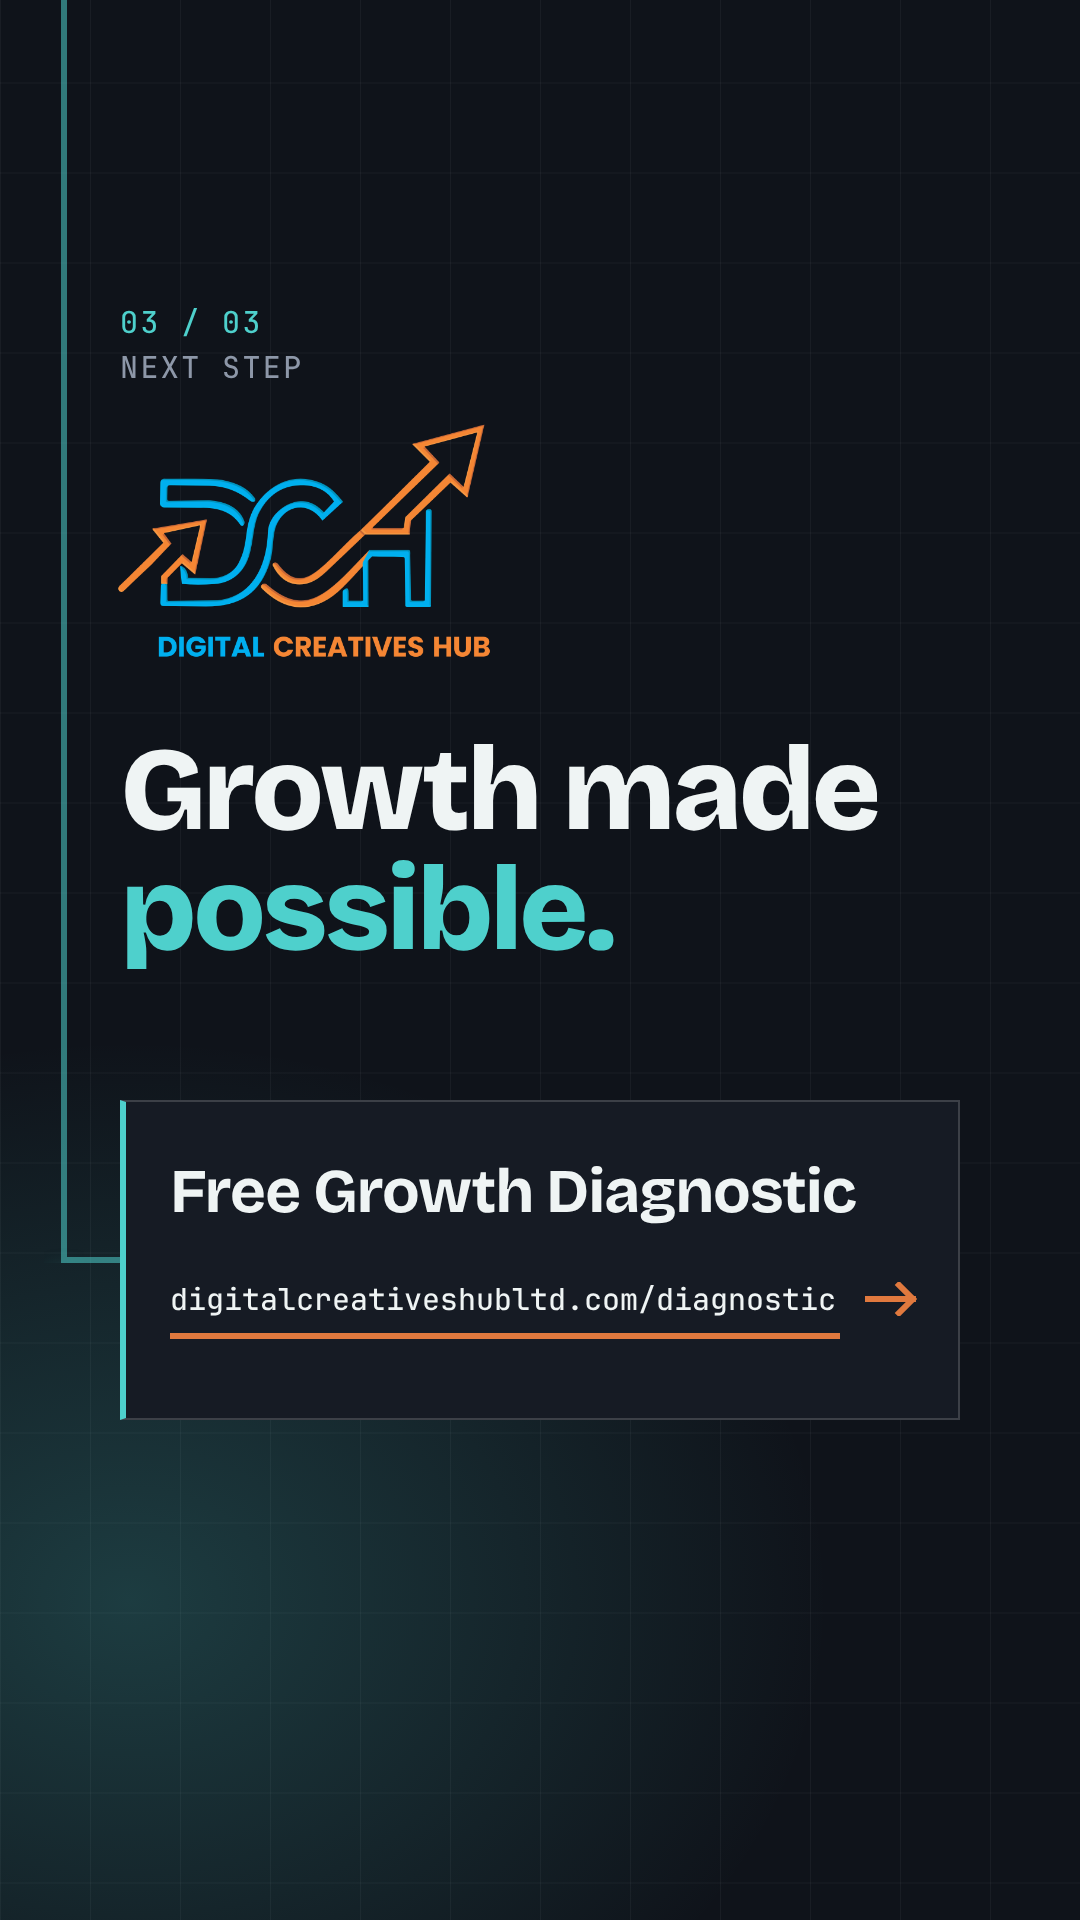 03 / 03
NEXT STEP
DCH
DIGITAL CREATIVES HUB
Growth made
possible.
Free Growth Diagnostic
digitalcreativeshubltd.com/diagnostic